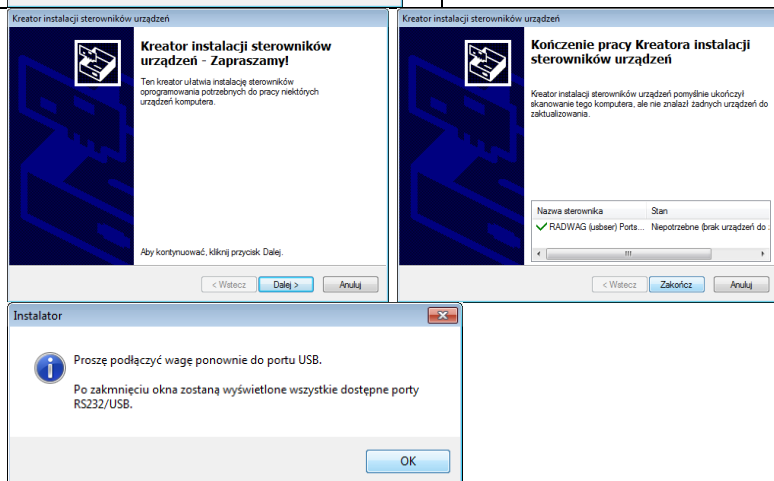 Kreator instalacji sterowników urządzeń
Kreator instalacji sterowników
urządzeń - Zapraszamy!
Ten kreator ułatwia instalację sterowników
oprogramowania potrzebnych do pracy niektórych
urządzeń komputera.
Aby kontynuować, kliknij przycisk Dalej.
< Wstecz
Dalej >
Anuluj
Kreator instalacji sterowników urządzeń
Kończenie pracy Kreatora instalacji
sterowników urządzeń
Kreator instalacji sterowników urządzeń pomyślnie ukończył
skanowanie tego komputera, ale nie znalazł żadnych urządzeń do
zaktualizowania.
Nazwa sterownika Stan
RADWAG (usbser) Ports... Niepotrzebne (brak urządzeń do
< Wstecz
Zakończ
Anuluj
Instalator
Proszę podłączyć wagę ponownie do portu USB.
Po zakmnięciu okna zostaną wyświetlone wszystkie dostępne porty
RS232/USB.
OK